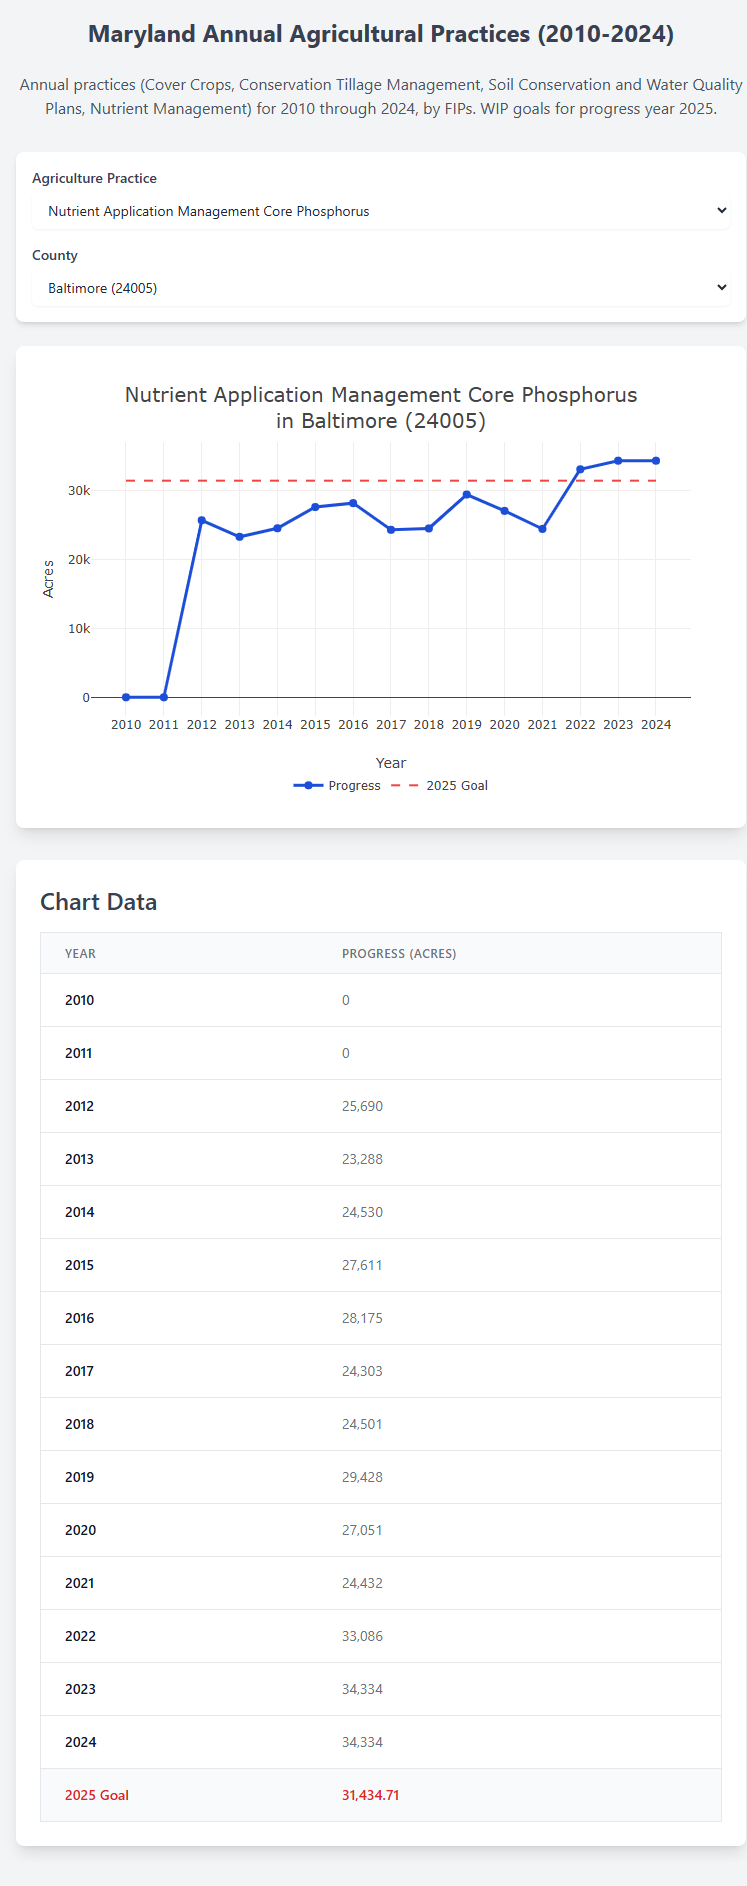 Maryland Annual Agricultural Practices (2010-2024)
Annual practices (Cover Crops, Conservation Tillage Management, Soil Conservation and Water Quality
Plans, Nutrient Management) for 2010 through 2024, by FIPs. WIP goals for progress year 2025.
Agriculture Practice
Nutrient Application Management Core Phosphorus
County
Baltimore (24005)
Nutrient Application Management Core Phosphorus
in Baltimore (24005)
30k
20k
10k
0
Acres
2010 2011 2012 2013 2014 2015 2016 2017 2018 2019 2020 2021 2022 2023 2024
Year
Progress 2025 Goal
Chart Data
YEAR PROGRESS (ACRES)
2010 0
2011 0
2012 25,690
2013 23,288
2014 24,530
2015 27,611
2016 28,175
2017 24,303
2018 24,501
2019 29,428
2020 27,051
2021 24,432
2022 33,086
2023 34,334
2024 34,334
2025 Goal 31,434.71